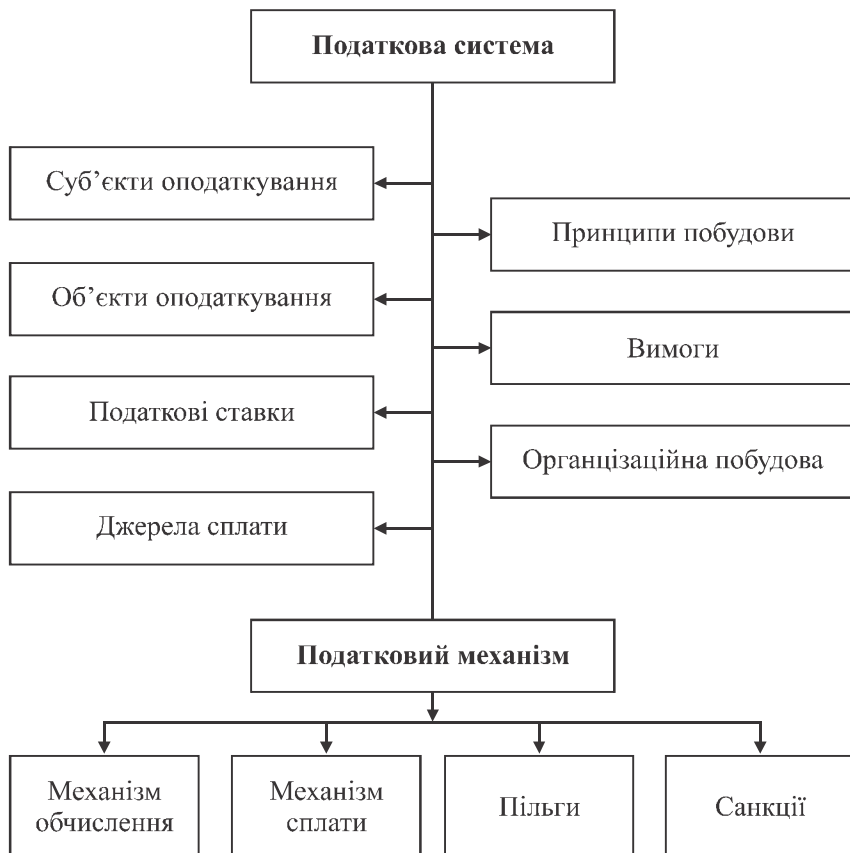 Податкова система
Суб’єкти оподаткування
Принципи побудови
Об’єкти оподаткування
Вимоги
Податкові ставки
Органцізаційна побудова
Джерела сплати
Податковий механізм
Механізм
обчислення
Механізм
сплати
Пільги
Санкції